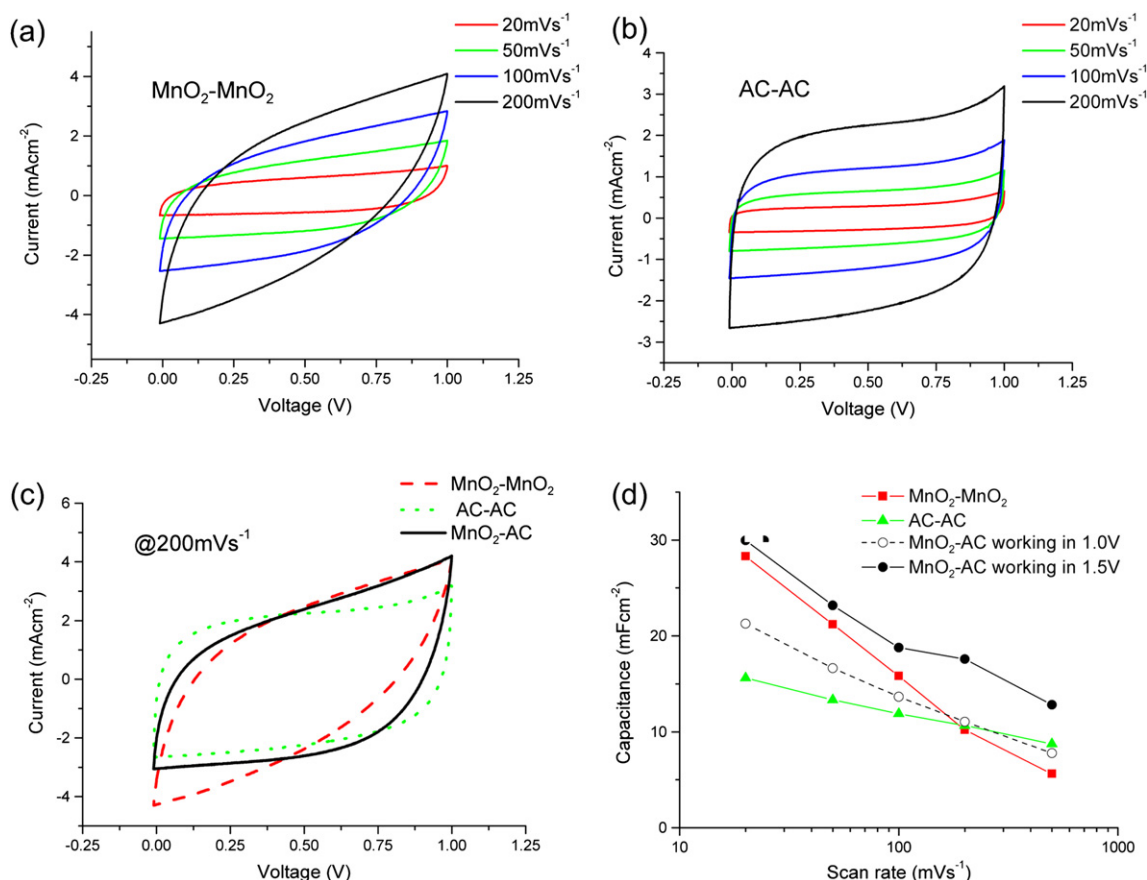 (a)
20mVs⁻¹
50mVs⁻¹
100mVs⁻¹
200mVs⁻¹
MnO₂-MnO₂
Current (mAcm⁻²)
4
2
0
-2
-4
-0.25 0.00 0.25 0.50 0.75 1.00 1.25
Voltage (V)
(b)
20mVs⁻¹
50mVs⁻¹
100mVs⁻¹
200mVs⁻¹
AC-AC
Current (mAcm⁻²)
4
3
2
1
0
-1
-2
-3
-0.25 0.00 0.25 0.50 0.75 1.00 1.25
Voltage (V)
(c)
MnO₂-MnO₂
AC-AC
MnO₂-AC
@200mVs⁻¹
Current (mAcm⁻²)
6
4
2
0
-2
-4
0.00 0.25 0.50 0.75 1.00 1.25
Voltage (V)
(d)
MnO₂-MnO₂
AC-AC
MnO₂-AC working in 1.0V
MnO₂-AC working in 1.5V
Capacitance (mFcm⁻²)
30
20
10
0
10 100 1000
Scan rate (mVs⁻¹)